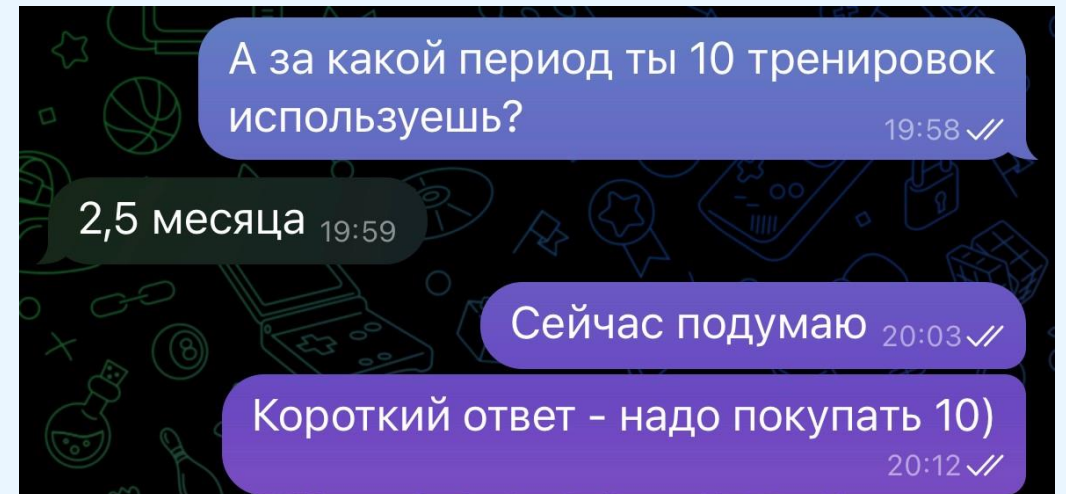 А за какой период ты 10 тренировок
используешь?
19:58
2,5 месяца 19:59
Сейчас подумаю 20:03
Короткий ответ - надо покупать 10)
20:12